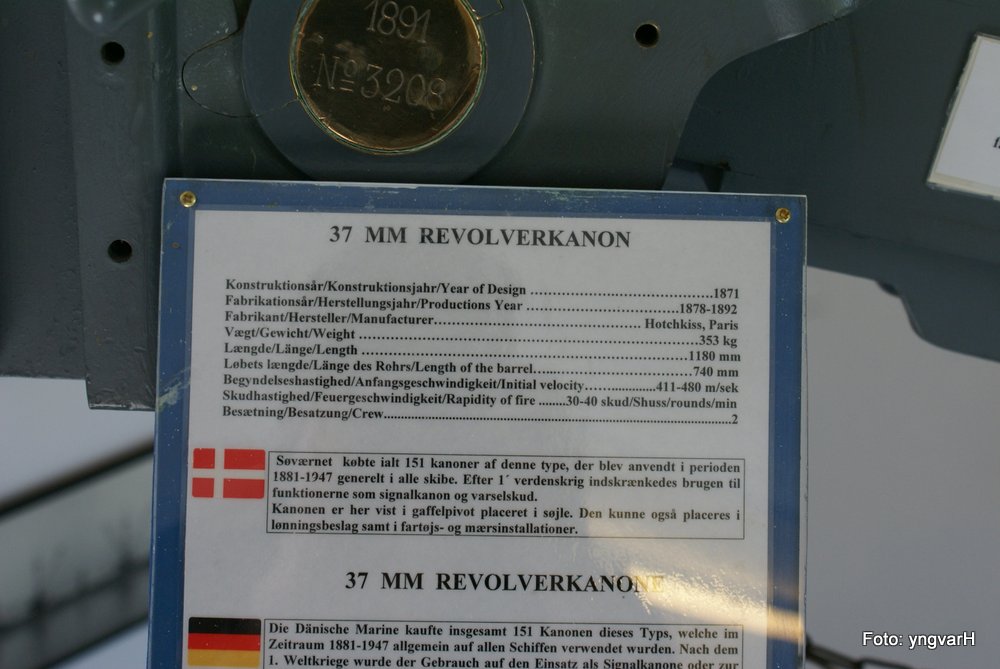 1891
No 3208
37 MM REVOLVERKANON
Konstruktionsår/Konstruktionsjahr/Year of Design ........................................1871
Fabrikationsår/Herstellungsjahr/Productions Year ..................................1878-1892
Fabrikant/Hersteller/Manufacturer............................................. Hotchkiss, Paris
Vægt/Gewicht/Weight ..........................................................................353 kg
Længde/Länge/Length .......................................................................1180 mm
Løbets længde/Länge des Rohrs/Length of the barrel.................................740 mm
Begyndelseshastighed/Anfangsgeschwindigkeit/Initial velocity....................411-480 m/sek
Skudhastighed/Feuergeschwindigkeit/Rapidity of fire ........30-40 skud/Shuss/rounds/min
Besætning/Besatzung/Crew.........................................................................2
Søværnet købte ialt 151 kanoner af denne type, der blev anvendt i perioden
1881-1947 generelt i alle skibe. Efter 1´ verdenskrig indskrænkedes brugen til
funktionerne som signalkanon og varselskud.
Kanonen er her vist i gaffelpivot placeret i søjle. Den kunne også placeres i
lønningsbeslag samt i fartøjs- og mærsinstallationer.
37 MM REVOLVERKANONE
Die Dänische Marine kaufte insgesamt 151 Kanonen dieses Typs, welche im
Zeitraum 1881-1947 allgemein auf allen Schiffen verwendet wurden. Nach dem
1. Weltkriege wurde der Gebrauch auf den Einsatz als Signalkanone oder zur
Foto: yngvarH